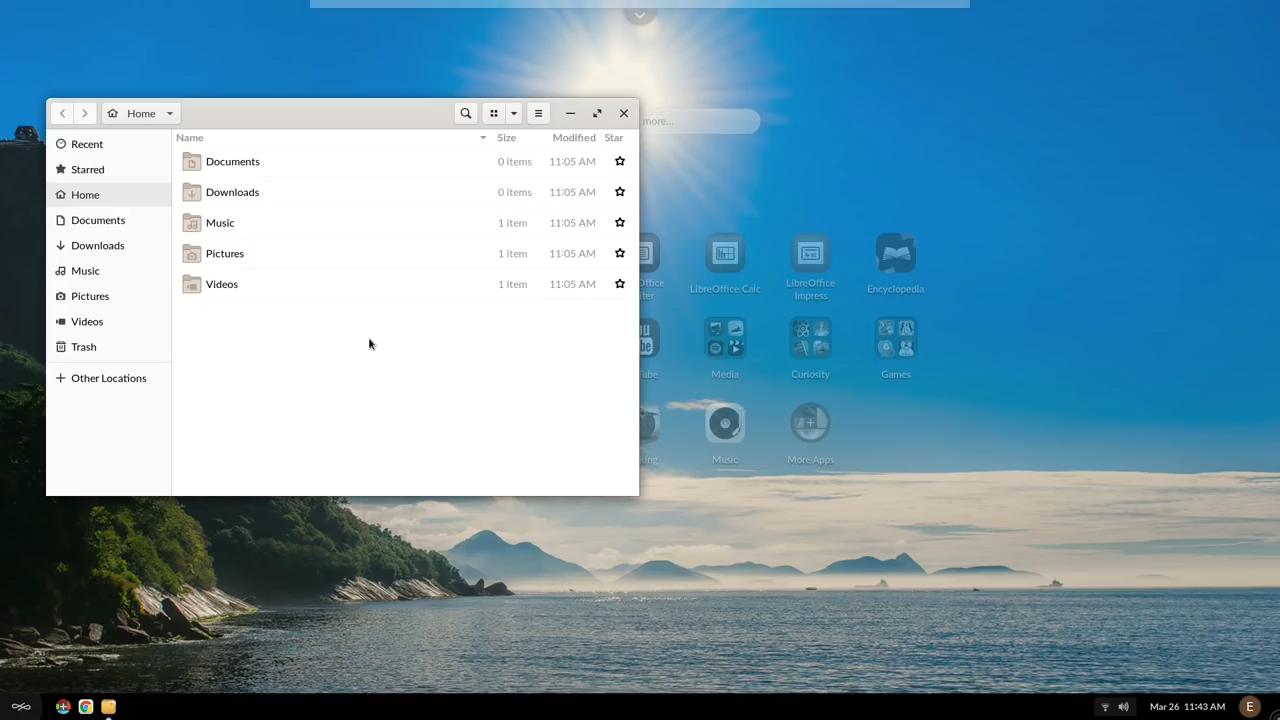 more...
Home
Name Size Modified Star
Recent
Starred
Home
Documents
Downloads
Music
Pictures
Videos
Trash
Other Locations
Documents 0 items 11:05 AM
Downloads 0 items 11:05 AM
Music 1 item 11:05 AM
Pictures 1 item 11:05 AM
Videos 1 item 11:05 AM
LibreOffice Calc
LibreOffice
Impress
Encyclopedia
Media
Curiosity
Games
Music
More Apps
Mar 26 11:43 AM
E